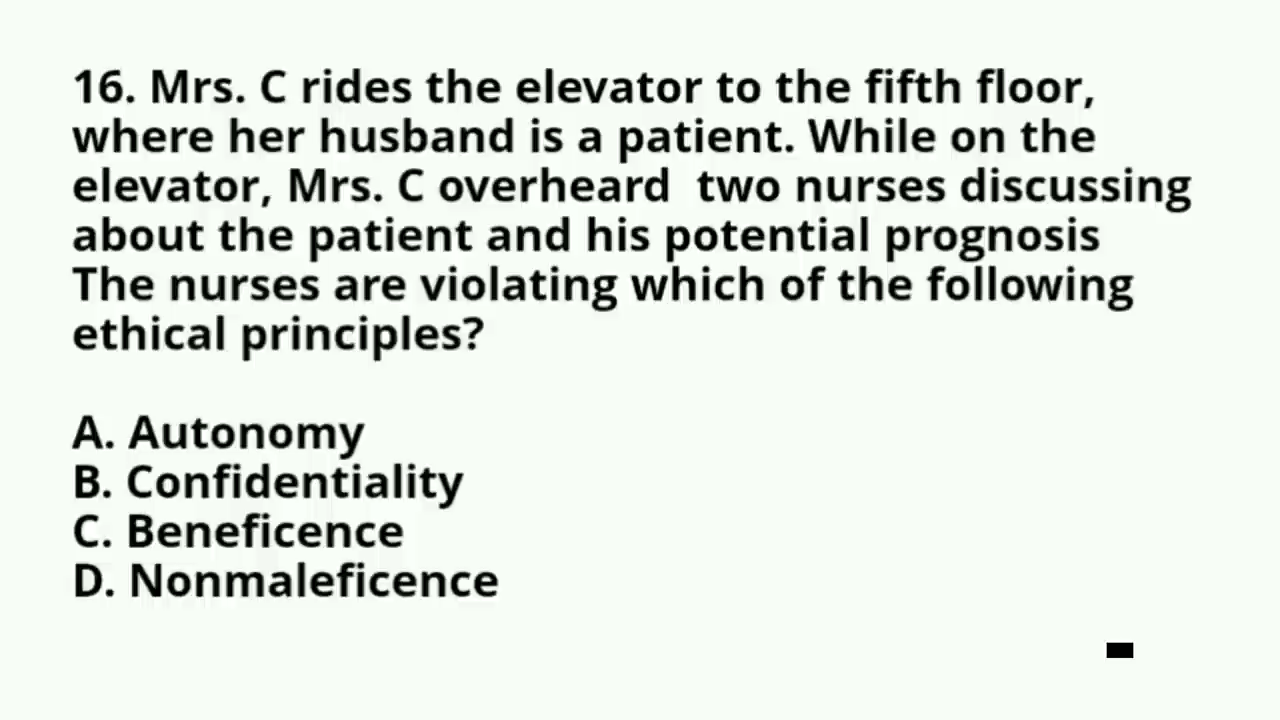 16. Mrs. C rides the elevator to the fifth floor,
where her husband is a patient. While on the
elevator, Mrs. C overheard  two nurses discussing
about the patient and his potential prognosis
The nurses are violating which of the following
ethical principles?
A. Autonomy
B. Confidentiality
C. Beneficence
D. Nonmaleficence